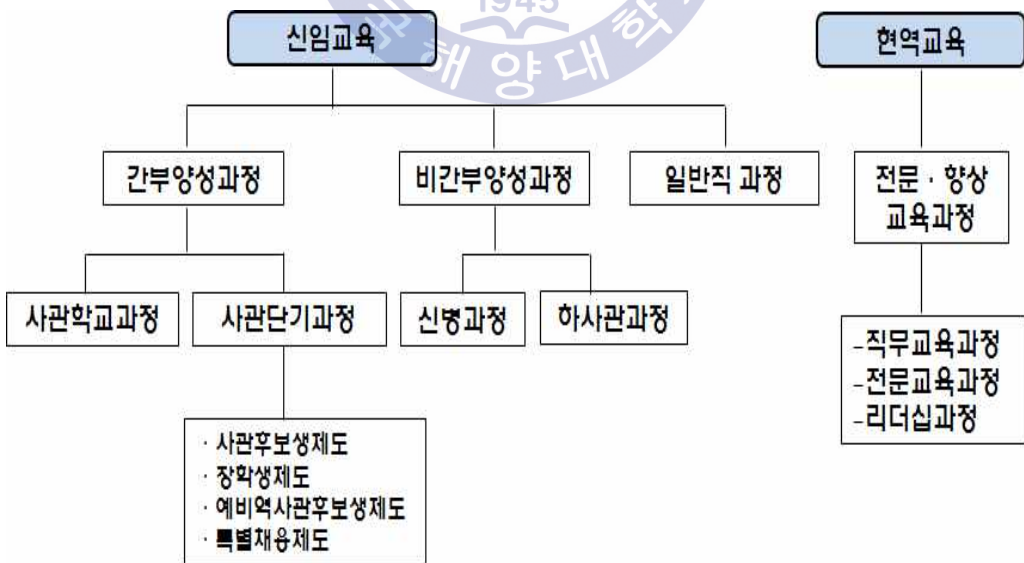 1945
해양대학
신임교육
현역교육
간부양성과정
비간부양성과정
일반직 과정
전문 · 향상
교육과정
사관학교과정
사관단기과정
신병과정
하사관과정
-직무교육과정
-전문교육과정
-리더십과정
· 사관후보생제도
· 장학생제도
· 예비역사관후보생제도
· 특별채용제도